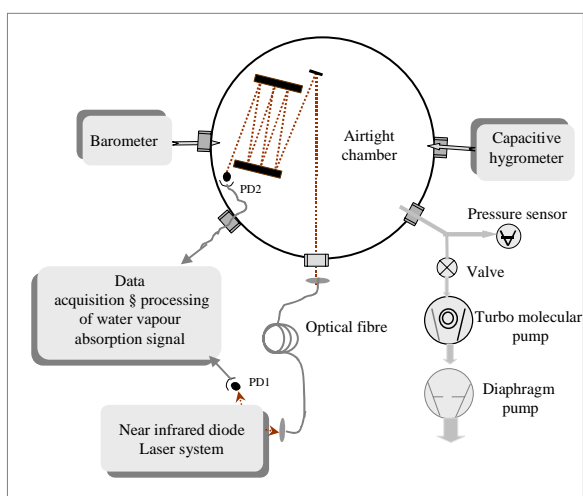 Barometer
Airtight
chamber
Capacitive
hygrometer
PD2
Pressure sensor
Valve
Data
acquisition § processing
of water vapour
absorption signal
Optical fibre
Turbo molecular
pump
PD1
Diaphragm
pump
Near infrared diode
Laser system